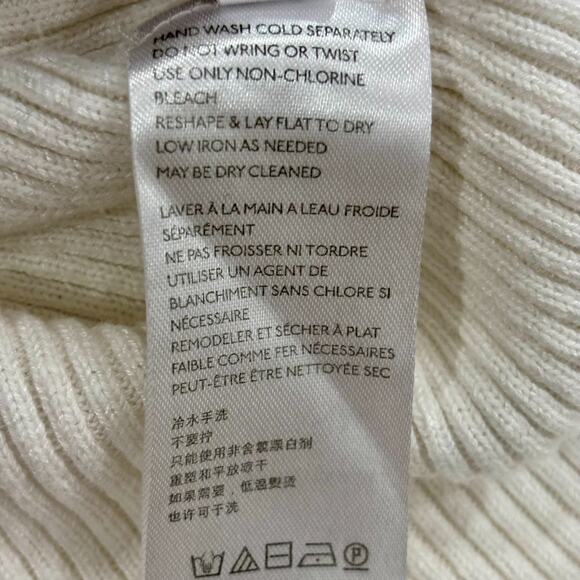 HAND WASH COLD SEPARATELY
DO NOT WRING OR TWIST
USE ONLY NON-CHLORINE
BLEACH
RESHAPE & LAY FLAT TO DRY
LOW IRON AS NEEDED
MAY BE DRY CLEANED
LAVER À LA MAIN A LEAU FROIDE
SÉPARÉMENT
NE PAS FROISSER NI TORDRE
UTILISER UN AGENT DE
BLANCHIMENT SANS CHLORE SI
NÉCESSAIRE
REMODELER ET SÉCHER À PLAT
FAIBLE COMME FER NÉCESSAIRES
PEUT-ÊTRE ÊTRE NETTOYÉE SEC
冷水手洗
不要拧
只能使用非含氯漂白剂
重塑和平放晾干
如果需要，低温熨烫
也许可干洗
P